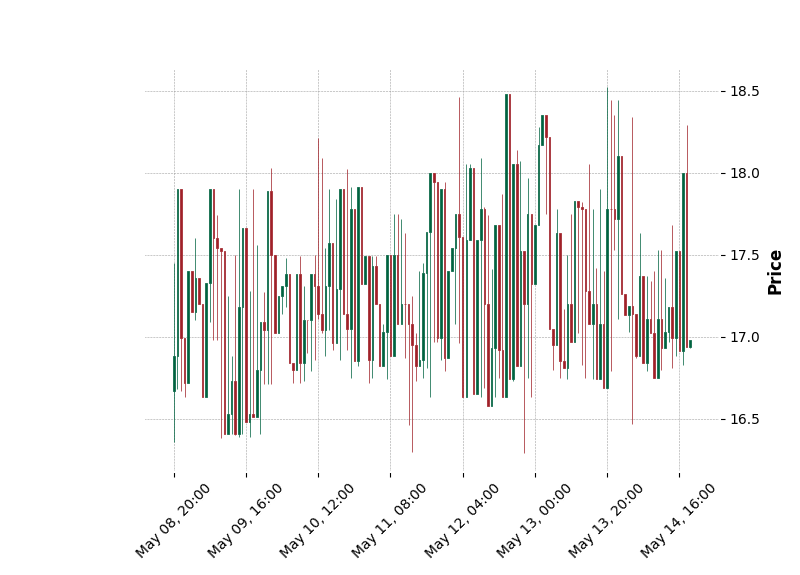 18.5
18.0
17.5
17.0
16.5
Price
May 08, 20:00
May 09, 16:00
May 10, 12:00
May 11, 08:00
May 12, 04:00
May 13, 00:00
May 13, 20:00
May 14, 16:00